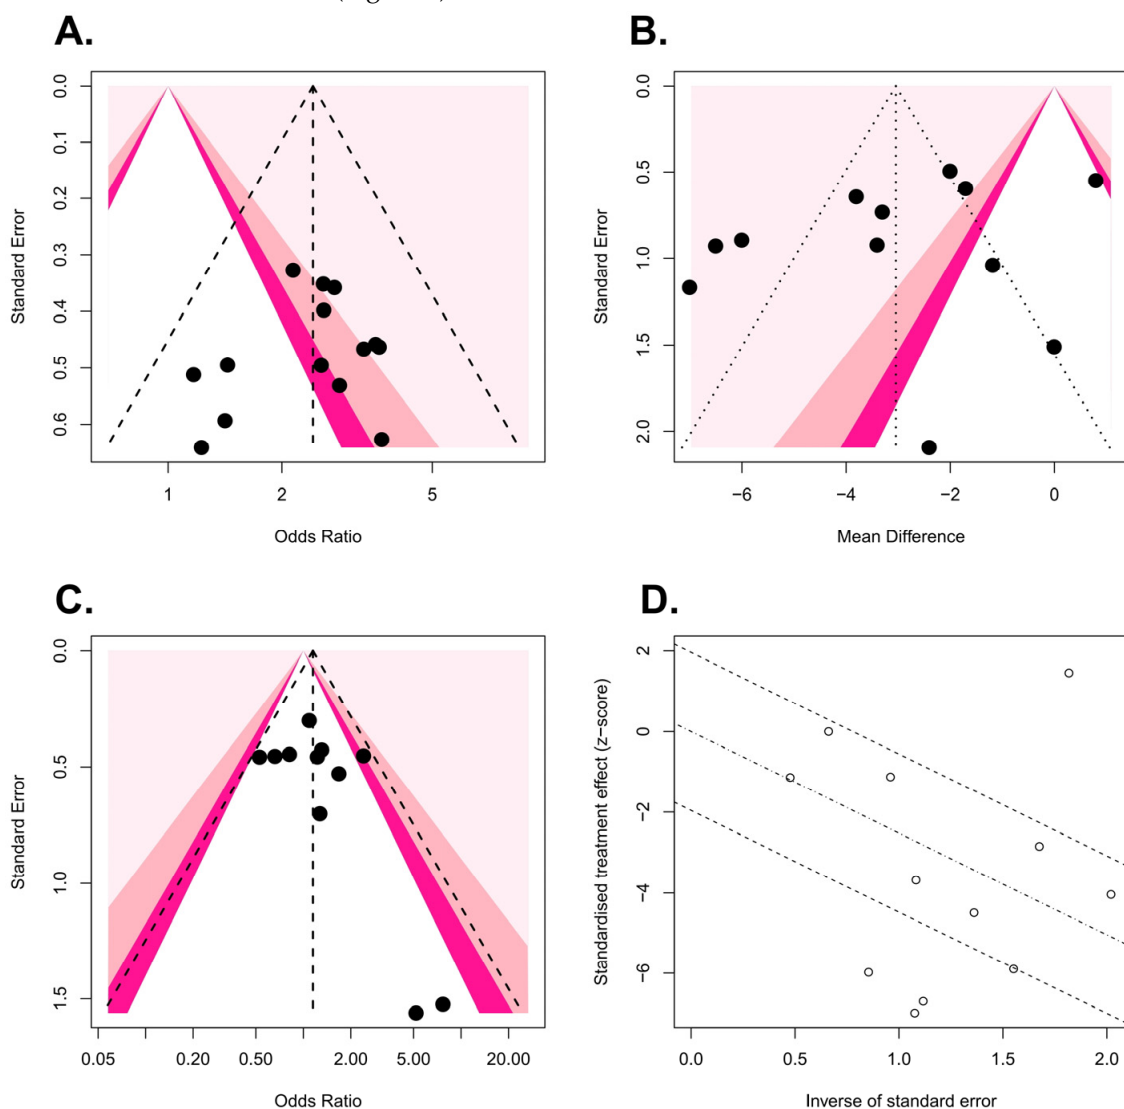 A.
0.0
0.1
0.2
0.3
0.4
0.5
0.6
Standard Error
1 2 5
Odds Ratio
B.
0.0
0.5
1.0
1.5
2.0
Standard Error
−6 −4 −2 0
Mean Difference
C.
0.0
0.5
1.0
1.5
Standard Error
0.05 0.20 0.50 2.00 5.00 20.00
Odds Ratio
D.
2
0
−2
−4
−6
Standardised treatment effect (z−score)
0.0 0.5 1.0 1.5 2.0
Inverse of standard error